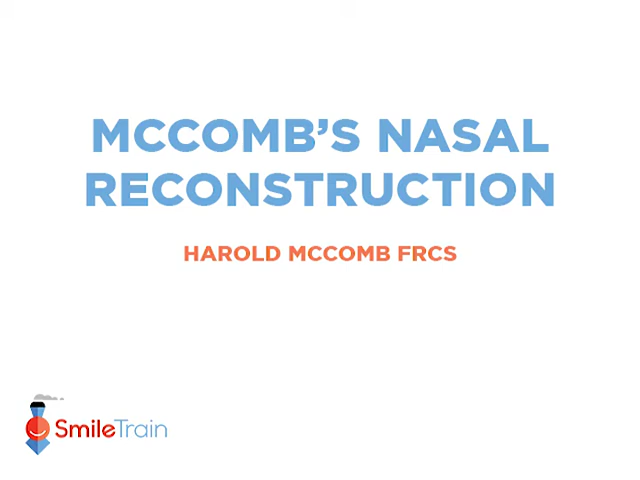 MCCOMB'S NASAL
RECONSTRUCTION
HAROLD MCCOMB FRCS
SmileTrain